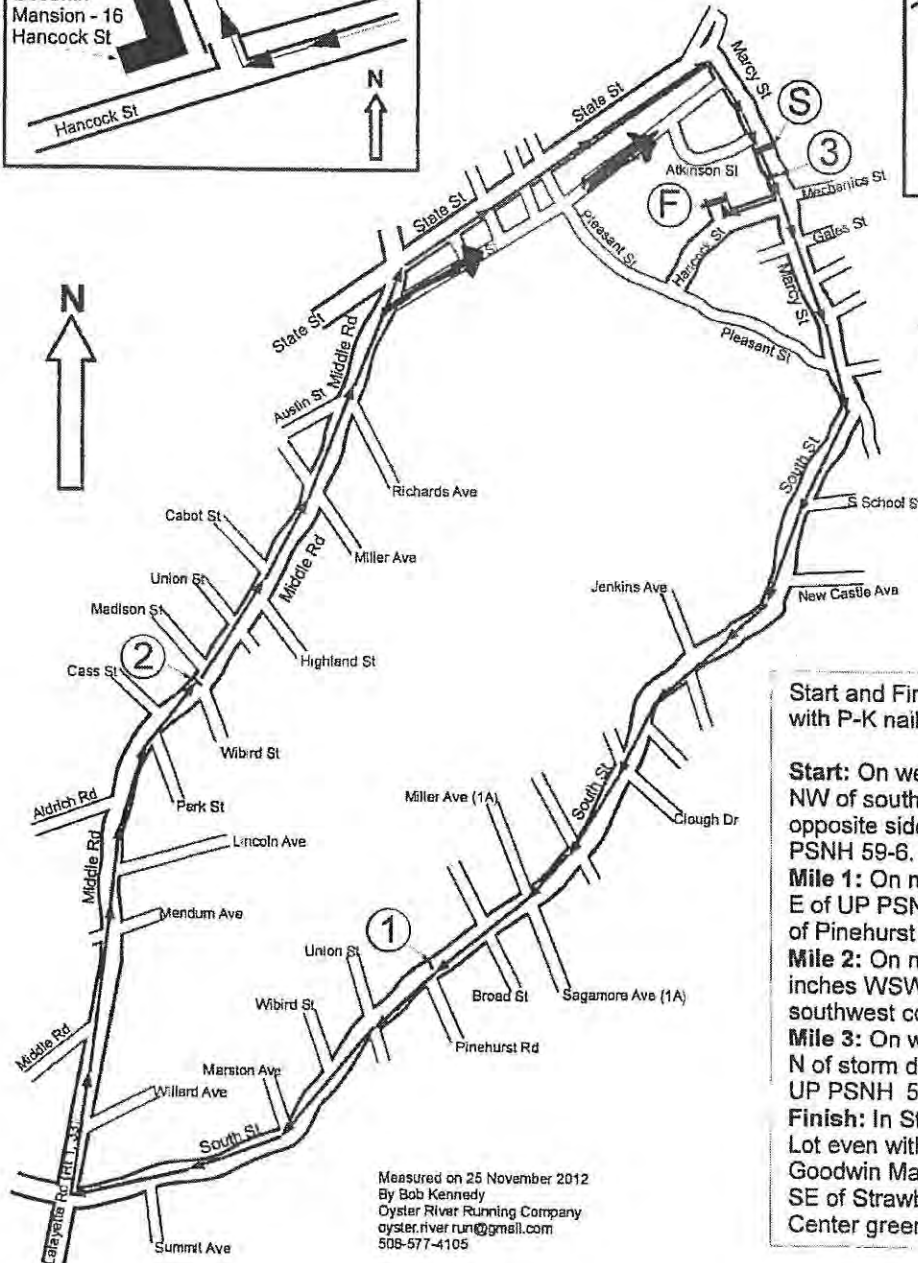 Mansion - 16
Hancock St
Hancock St
N
N
State St
State St
State St
Marcy St
S
3
Atkinson St
Mechanics St
F
Hancock St
Gates St
Marcy St
Pleasant St
Pleasant St
Middle Rd
Austin St
Richards Ave
South St
S School S
Cabot St
Miller Ave
Middle Rd
Union St
Jenkins Ave
New Castle Ave
Madison St
Highland St
2
Cass St
Wibird St
Park St
Aldrich Rd
Miller Ave (1A)
South St
Clough Dr
Lincoln Ave
Middle Rd
Mendum Ave
1
Union St
Broad St
Sagamore Ave (1A)
Wibird St
Pinehurst Rd
Middle Rd
Marston Ave
Willard Ave
South St
Lafayette Rd (Rt 1, 33)
Summit Ave
Measured on 25 November 2012
By Bob Kennedy
Oyster River Running Company
oyster.river run@gmail.com
508-577-4105
Start and Fin
with P-K nail
Start: On we
NW of south
opposite side
PSNH 59-6.
Mile 1: On n
E of UP PSN
of Pinehurst
Mile 2: On n
inches WSW
southwest co
Mile 3: On w
N of storm d
UP PSNH 5
Finish: In St
Lot even with
Goodwin Ma
SE of Strawb
Center green